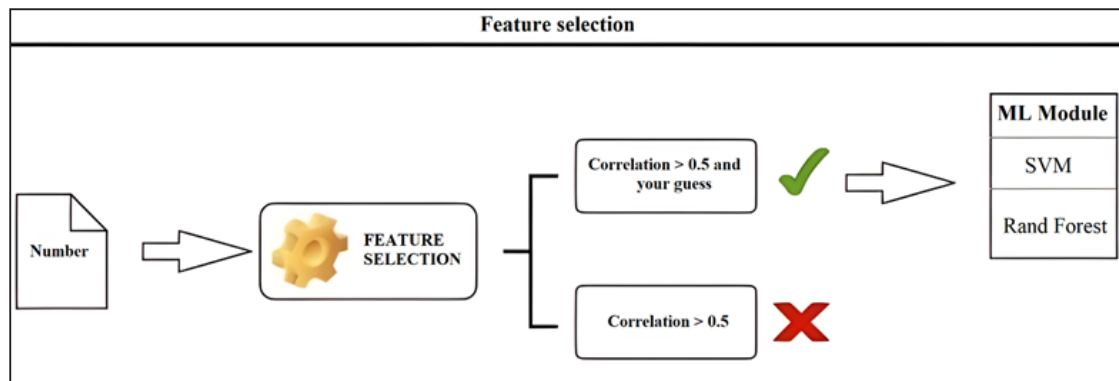 Feature selection
Number
FEATURE
SELECTION
Correlation > 0.5 and
your guess
Correlation > 0.5
ML Module
SVM
Rand Forest